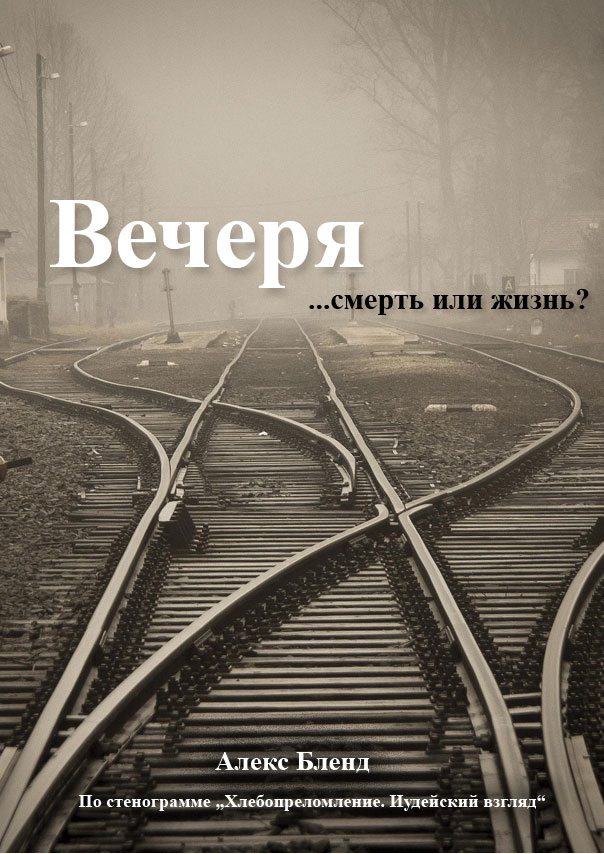 Вечеря
...смерть или жизнь?
A
Алекс Бленд
По стенограмме „Хлебопреломление. Иудейский взгляд“